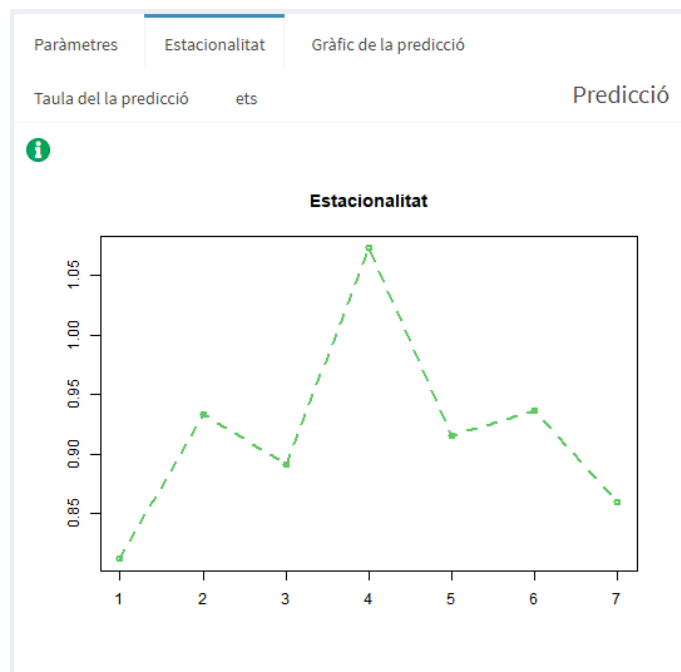 Paràmetres Estacionalitat Gràfic de la predicció
Taula del la predicció ets Predicció
Estacionalitat
1.05
1.00
0.95
0.90
0.85
1 2 3 4 5 6 7